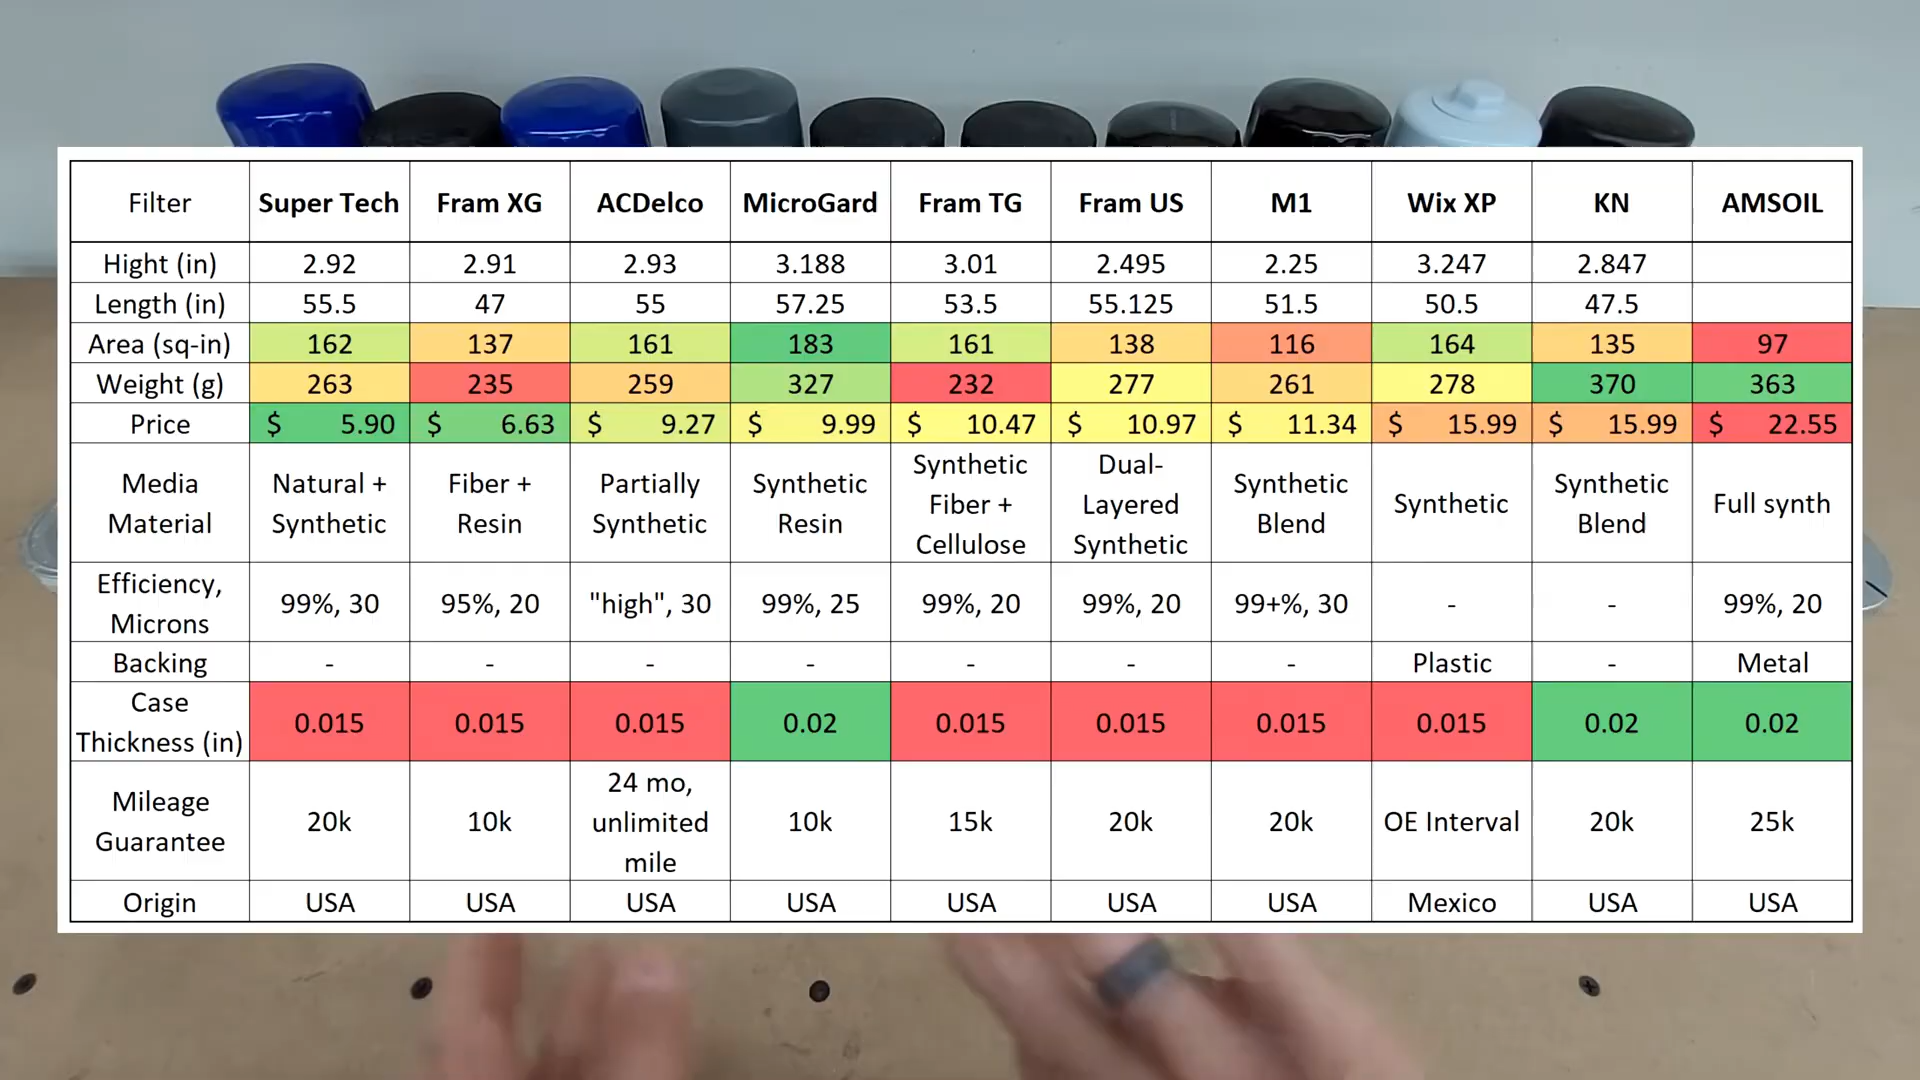 Filter Super Tech Fram XG ACDelco MicroGard Fram TG Fram US M1 Wix XP KN AMSOIL
Hight (in) 2.92 2.91 2.93 3.188 3.01 2.495 2.25 3.247 2.847
Length (in) 55.5 47 55 57.25 53.5 55.125 51.5 50.5 47.5
Area (sq-in) 162 137 161 183 161 138 116 164 135 97
Weight (g) 263 235 259 327 232 277 261 278 370 363
Price $ 5.90 $ 6.63 $ 9.27 $ 9.99 $ 10.47 $ 10.97 $ 11.34 $ 15.99 $ 15.99 $ 22.55
Media
Material
Natural +
Synthetic
Fiber +
Resin
Partially
Synthetic
Synthetic
Resin
Synthetic
Fiber +
Cellulose
Dual-
Layered
Synthetic
Synthetic
Blend
Synthetic
Synthetic
Blend
Full synth
Efficiency,
Microns
99%, 30 95%, 20 "high", 30 99%, 25 99%, 20 99%, 20 99+%, 30 - - 99%, 20
Backing - - - - - - - Plastic - Metal
Case
Thickness (in)
0.015 0.015 0.015 0.02 0.015 0.015 0.015 0.015 0.02 0.02
Mileage
Guarantee
20k 10k
24 mo,
unlimited
mile
10k 15k 20k 20k OE Interval 20k 25k
Origin USA USA USA USA USA USA USA Mexico USA USA